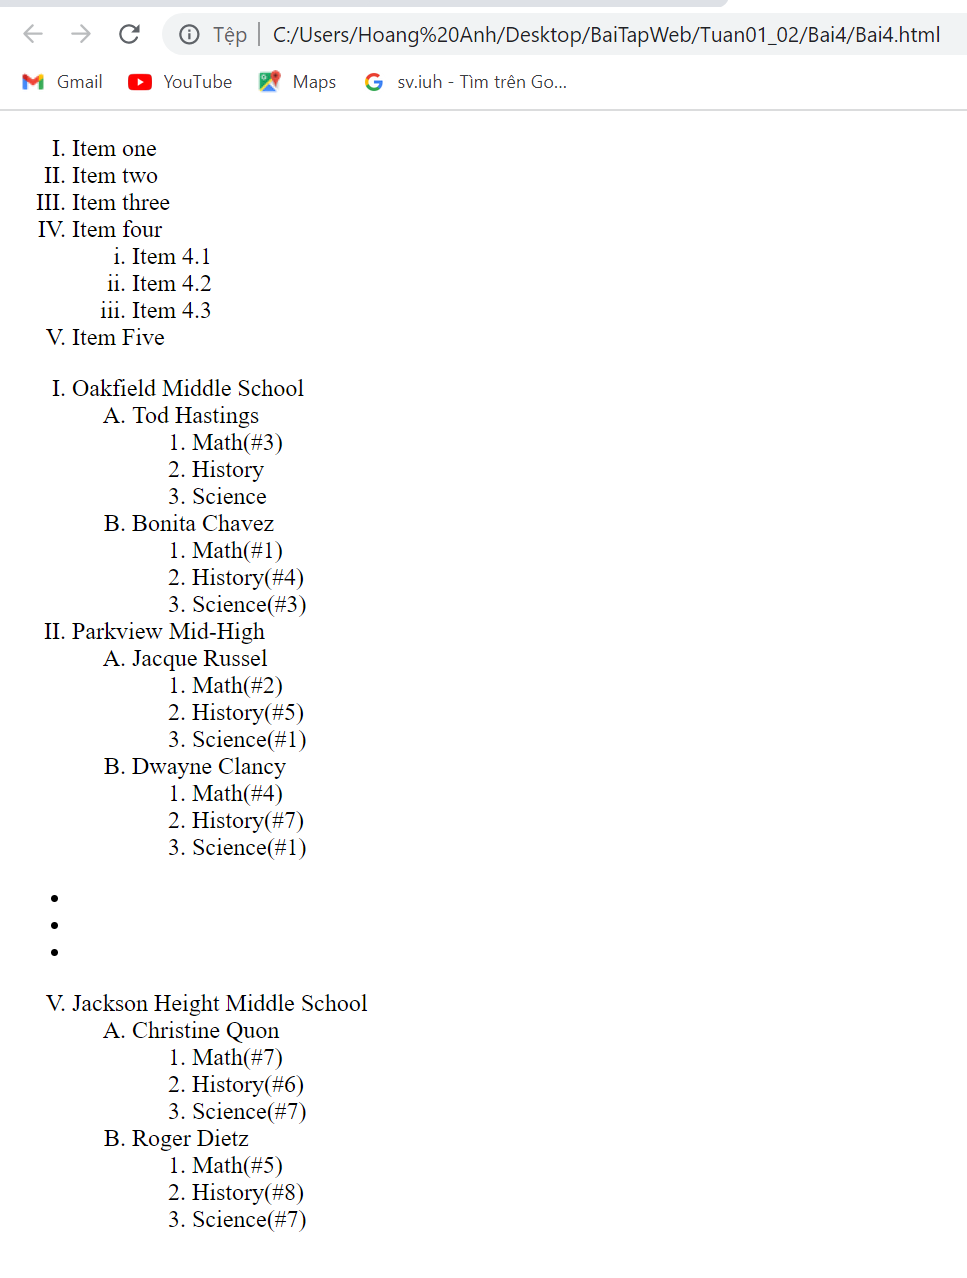 Tệp C:/Users/Hoang%20Anh/Desktop/BaiTapWeb/Tuan01_02/Bai4/Bai4.html
Gmail YouTube Maps sv.iuh - Tìm trên Go...
I. Item one
II. Item two
III. Item three
IV. Item four
i. Item 4.1
ii. Item 4.2
iii. Item 4.3
V. Item Five
I. Oakfield Middle School
A. Tod Hastings
1. Math(#3)
2. History
3. Science
B. Bonita Chavez
1. Math(#1)
2. History(#4)
3. Science(#3)
II. Parkview Mid-High
A. Jacque Russel
1. Math(#2)
2. History(#5)
3. Science(#1)
B. Dwayne Clancy
1. Math(#4)
2. History(#7)
3. Science(#1)
•
•
•
V. Jackson Height Middle School
A. Christine Quon
1. Math(#7)
2. History(#6)
3. Science(#7)
B. Roger Dietz
1. Math(#5)
2. History(#8)
3. Science(#7)